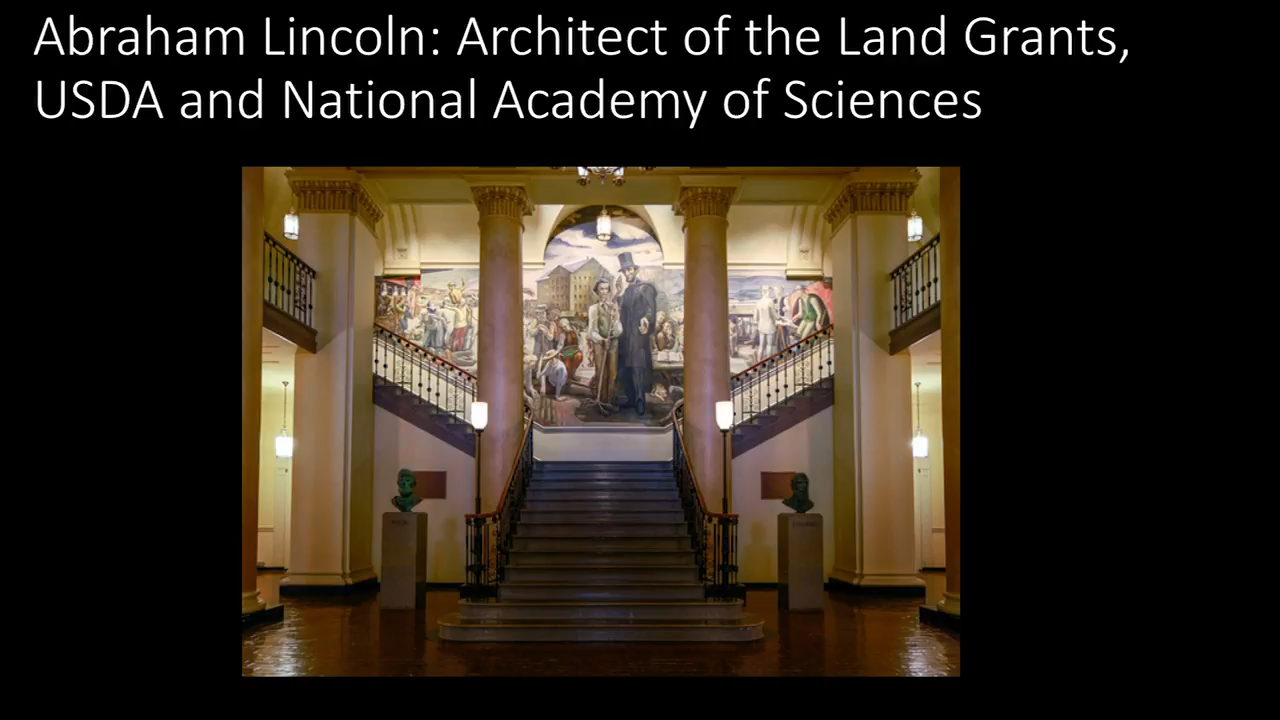 Abraham Lincoln: Architect of the Land Grants,
USDA and National Academy of Sciences